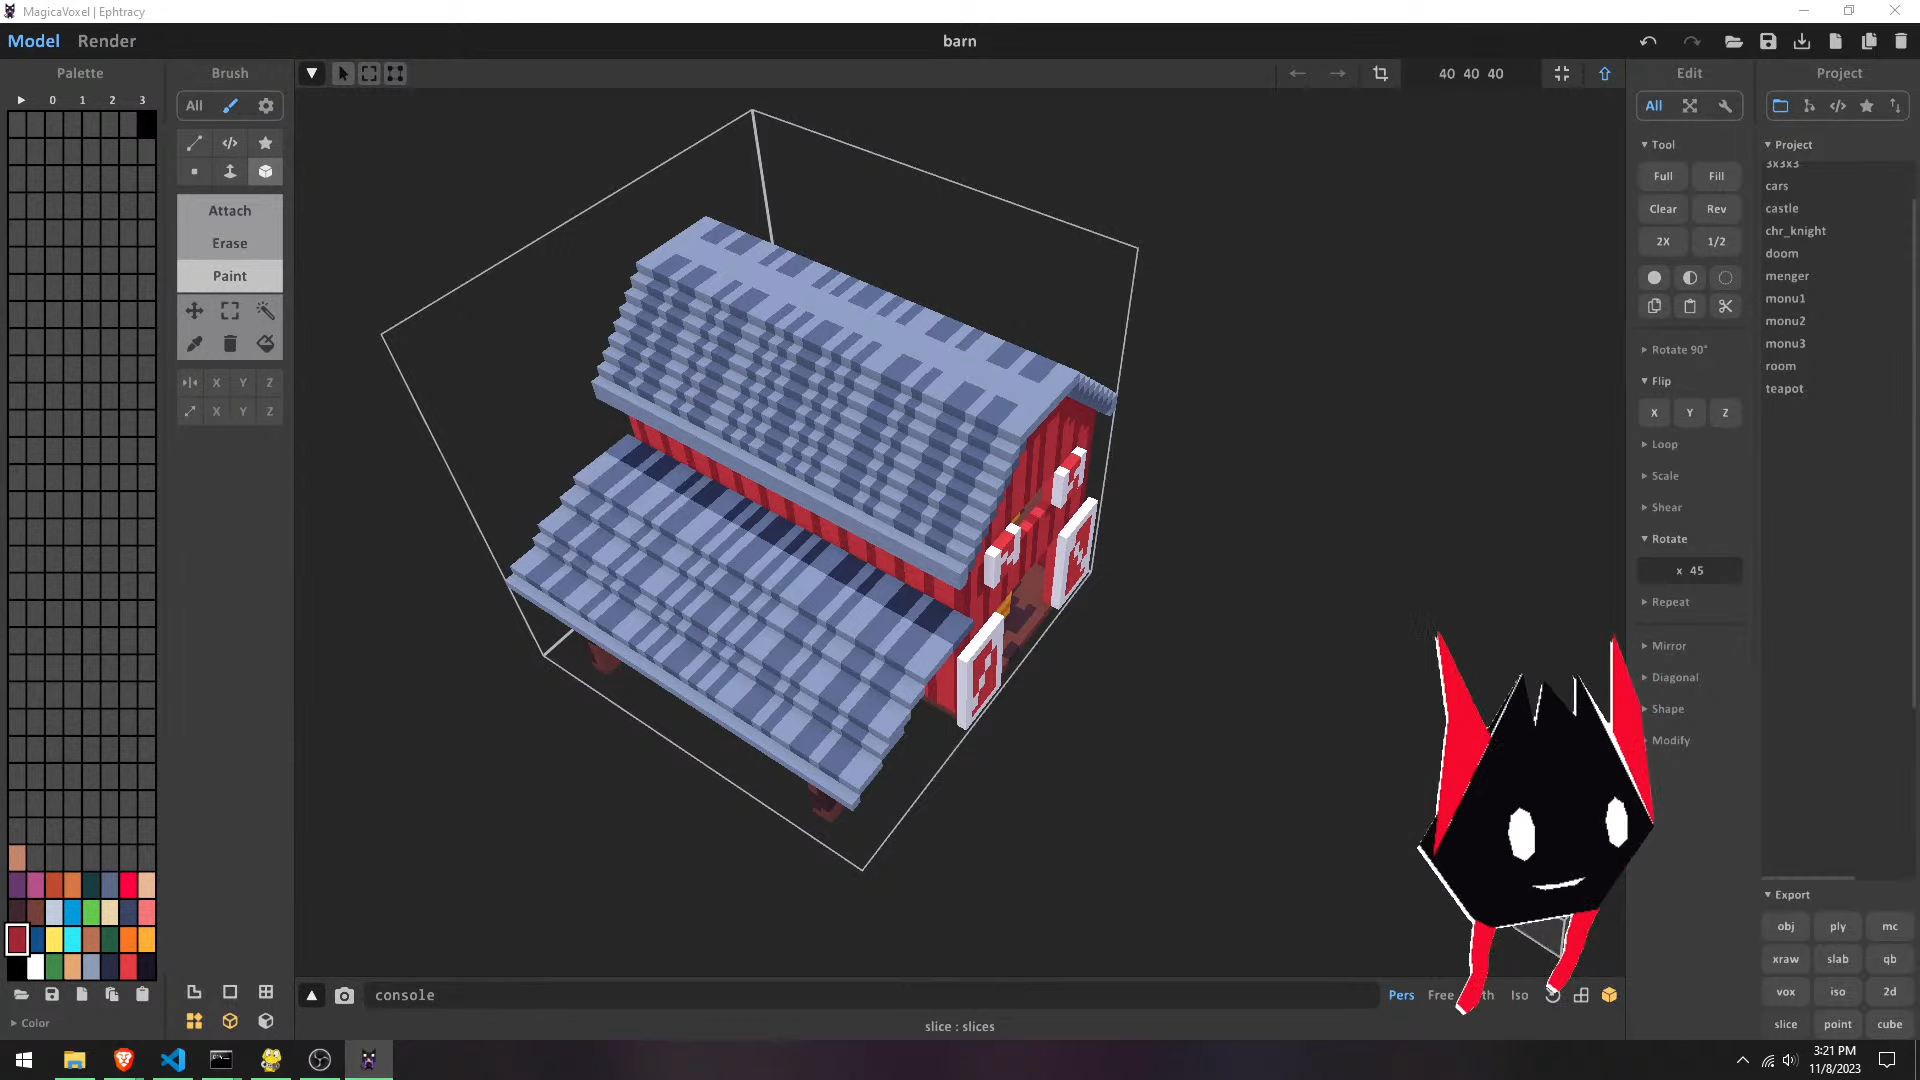 MagicaVoxel | Ephtracy
Model Render
barn
Palette
Brush
40 40 40
Edit
Project
0 1 2 3
All
All
Project
3x3x3
cars
castle
chr_knight
doom
menger
monu1
monu2
monu3
room
teapot
Attach
Erase
Paint
X Y Z
X Y Z
Tool
Full Fill
Clear Rev
2X 1/2
Rotate 90°
Flip
X Y Z
Loop
Scale
Shear
Rotate
x 45
Repeat
Mirror
Diagonal
Shape
Modify
Export
obj ply mc
xraw slab qb
vox iso 2d
slice point cube
console
Pers Free th Iso
Color
slice : slices
3:21 PM
11/8/2023